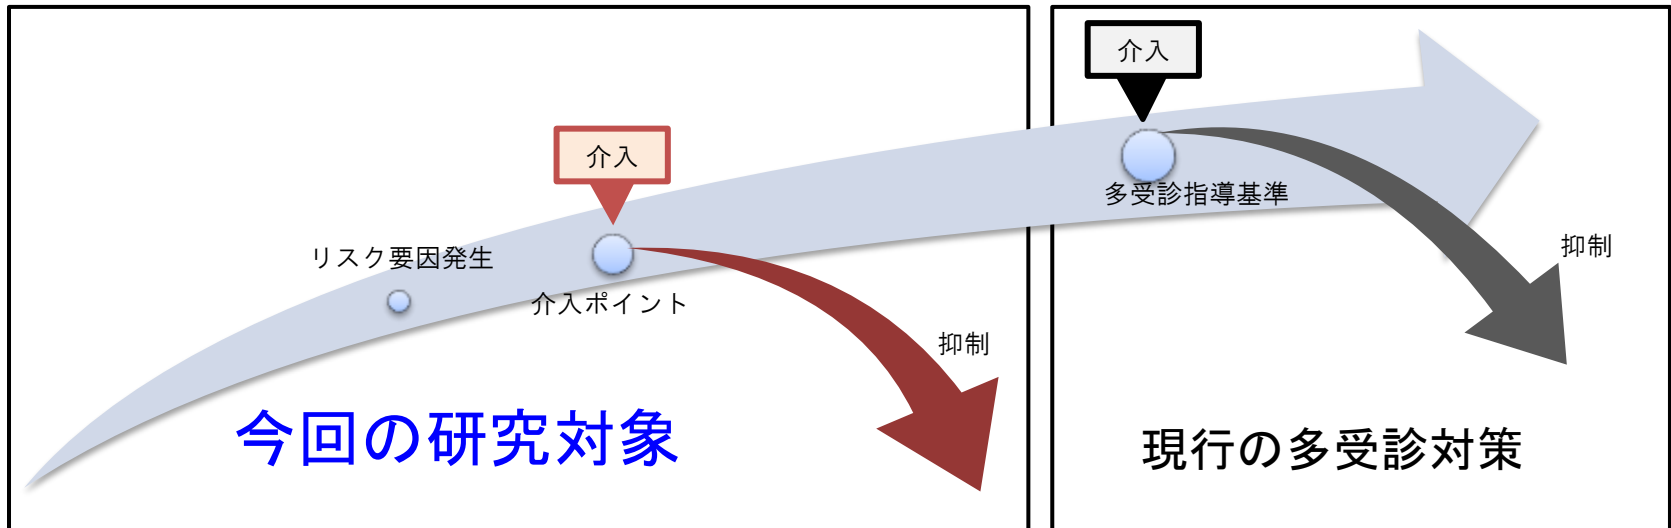 介入
リスク要因発生
介入ポイント
抑制
今回の研究対象
介入
多受診指導基準
抑制
現行の多受診対策